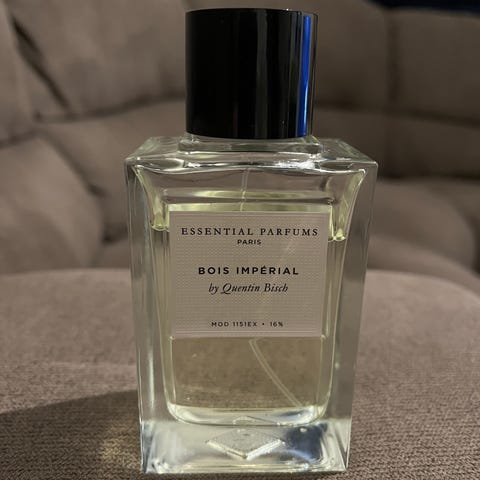 ESSENTIAL PARFUMS
PARIS
BOIS IMPÉRIAL
by Quentin Bisch
MOD 1151EX • 16%